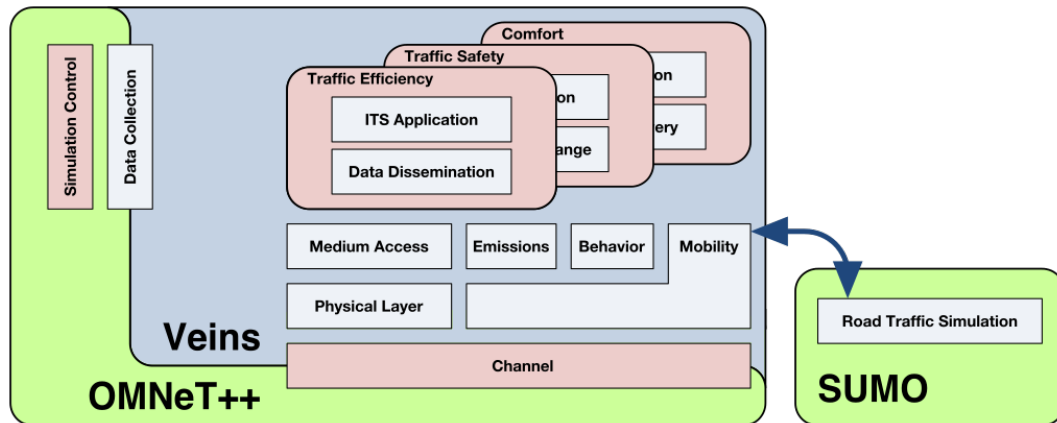 Comfort
Traffic Safety
Traffic Efficiency
Simulation Control
Data Collection
ITS Application
Data Dissemination
Medium Access
Emissions
Behavior
Mobility
Physical Layer
Road Traffic Simulation
Veins
Channel
OMNeT++
SUMO